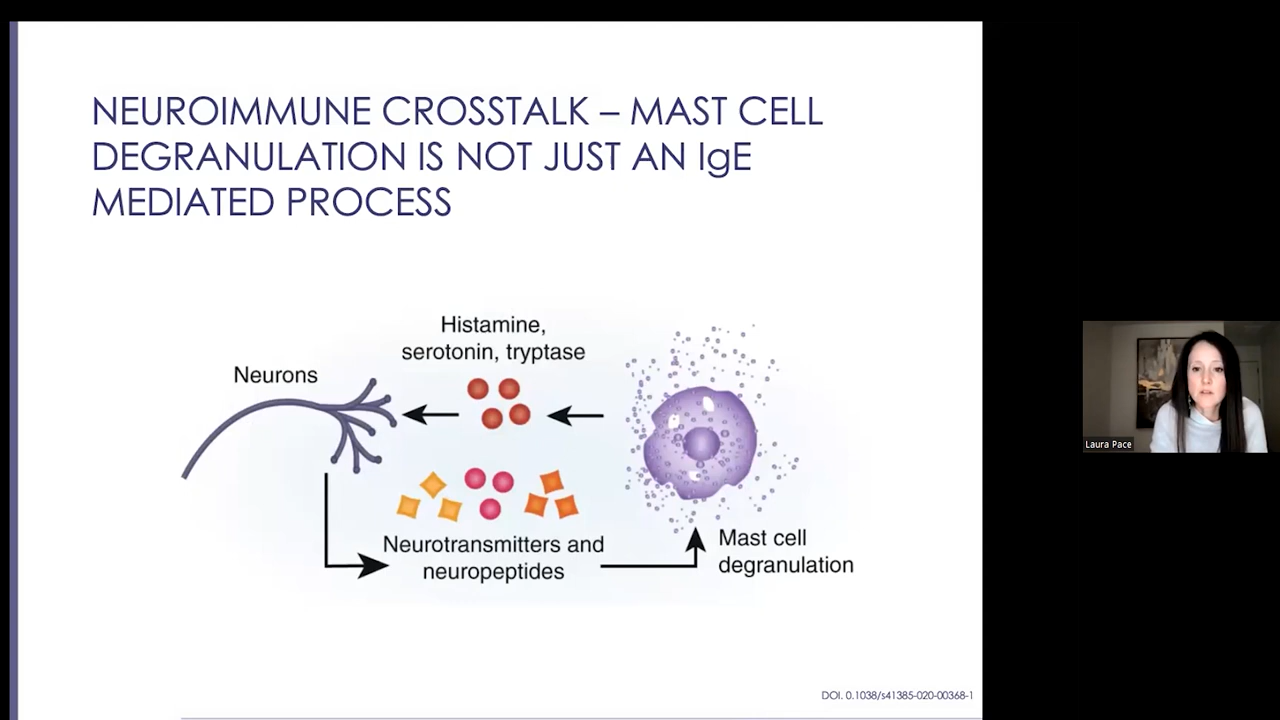 NEUROIMMUNE CROSSTALK – MAST CELL
DEGRANULATION IS NOT JUST AN IgE
MEDIATED PROCESS
Histamine,
serotonin, tryptase
Neurons
Neurotransmitters and
neuropeptides
Mast cell
degranulation
DOI. 0.1038/s41385-020-00368-1
Laura Pace